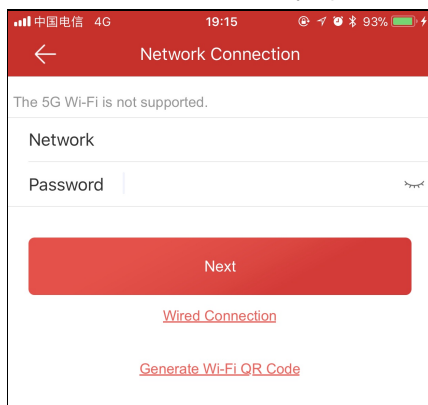 中国电信 4G 19:15 93%
Network Connection
The 5G Wi-Fi is not supported.
Network
Password
Next
Wired Connection
Generate Wi-Fi QR Code